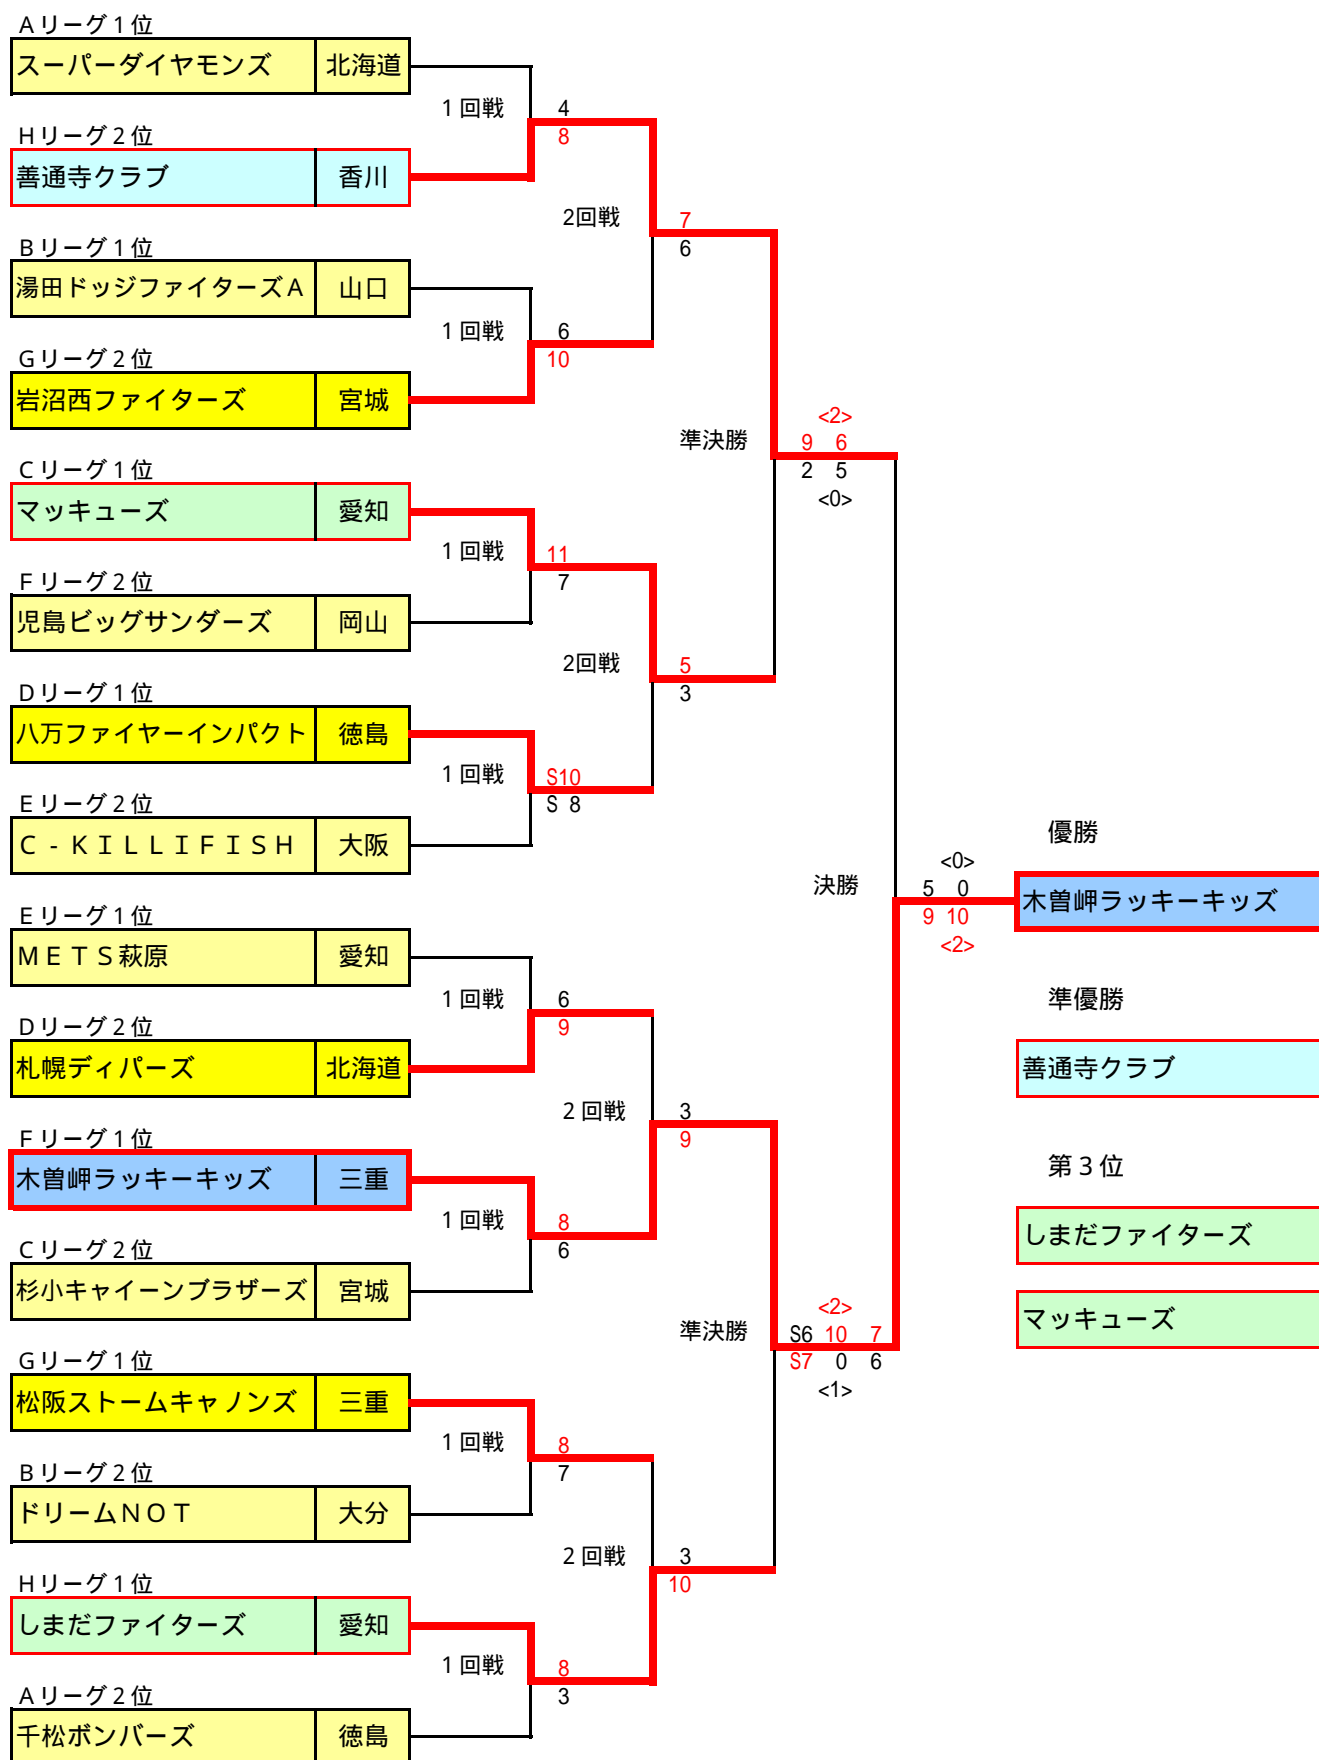 Aリーグ1位
スーパーダイヤモンズ 北海道
1回戦 4
8
Hリーグ2位
善通寺クラブ 香川
2回戦 7
6
Bリーグ1位
湯田ドッジファイターズA 山口
1回戦 6
10
Gリーグ2位
岩沼西ファイターズ 宮城
準決勝 <2>
9 6
2 5
<0>
Cリーグ1位
マッキューズ 愛知
1回戦 11
7
Fリーグ2位
児島ビッグサンダーズ 岡山
2回戦 5
3
Dリーグ1位
八万ファイヤーインパクト 徳島
1回戦 S10
S 8
Eリーグ2位
C-KILLIFISH 大阪
決勝 <0>
5 0
9 10
<2>
優勝
木曽岬ラッキーキッズ
Eリーグ1位
METS萩原 愛知
1回戦 6
9
準優勝
善通寺クラブ
Dリーグ2位
札幌ディパーズ 北海道
2回戦 3
9
Fリーグ1位
木曽岬ラッキーキッズ 三重
1回戦 8
6
第3位
しまだファイターズ
マッキューズ
Cリーグ2位
杉小キャイーンブラザーズ 宮城
準決勝 <2>
S6 10 7
S7 0 6
<1>
Gリーグ1位
松阪ストームキャノンズ 三重
1回戦 8
7
Bリーグ2位
ドリームNOT 大分
2回戦 3
10
Hリーグ1位
しまだファイターズ 愛知
1回戦 8
3
Aリーグ2位
千松ボンバーズ 徳島